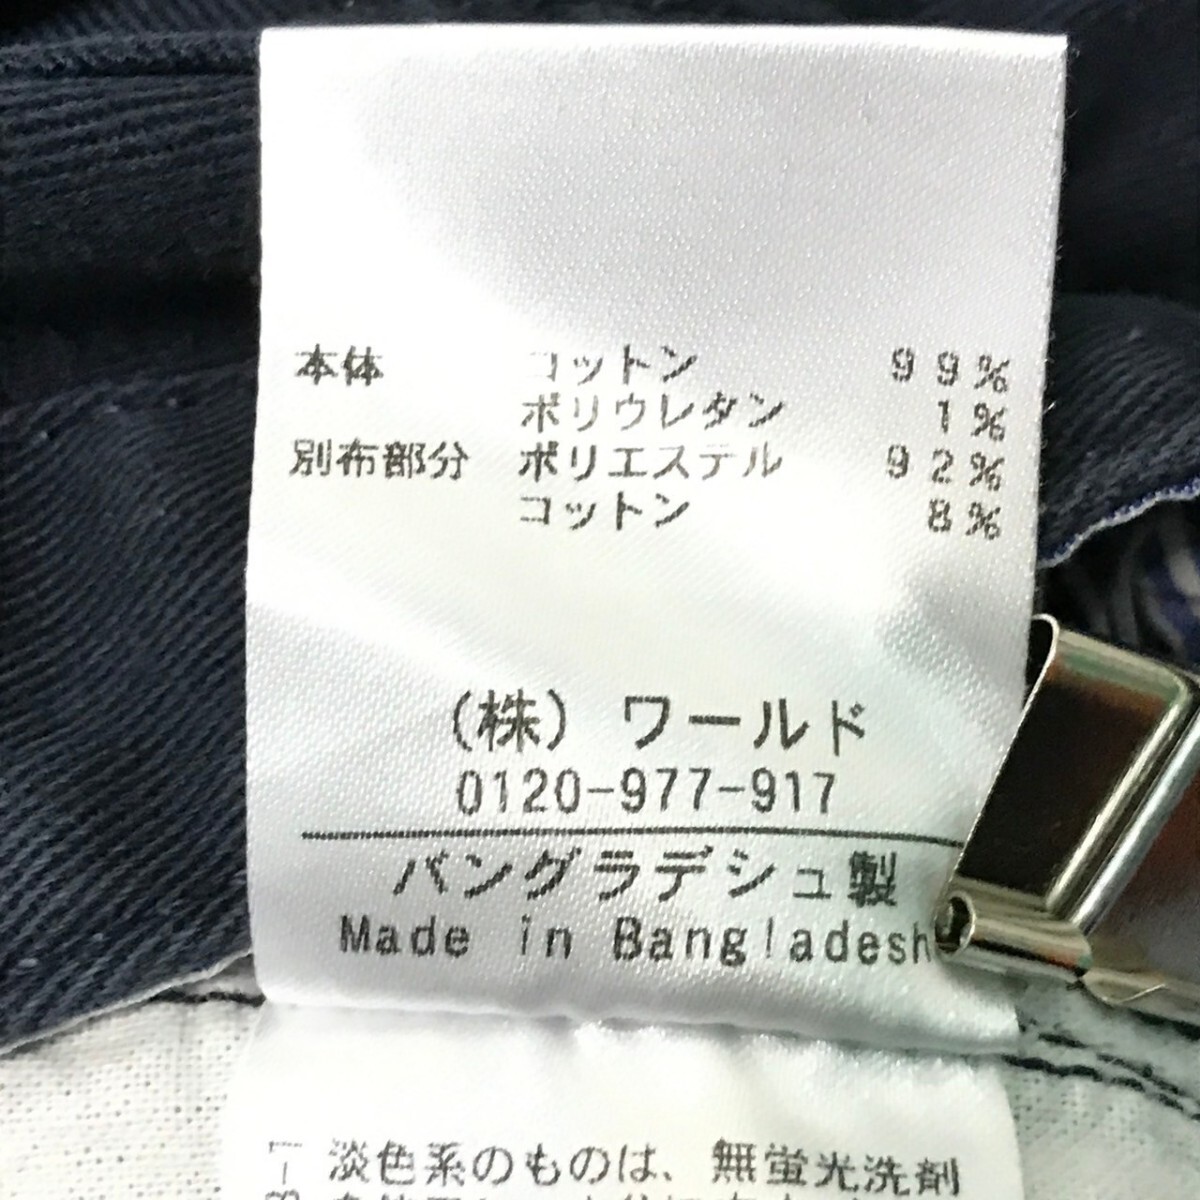 本体 コットン 99%
ポリウレタン 1%
別布部分 ポリエステル 92%
コットン 8%
(株) ワールド
0120-977-917
バングラデシュ製
Made in Bangladesh
淡色系のものは、無蛍光洗剤